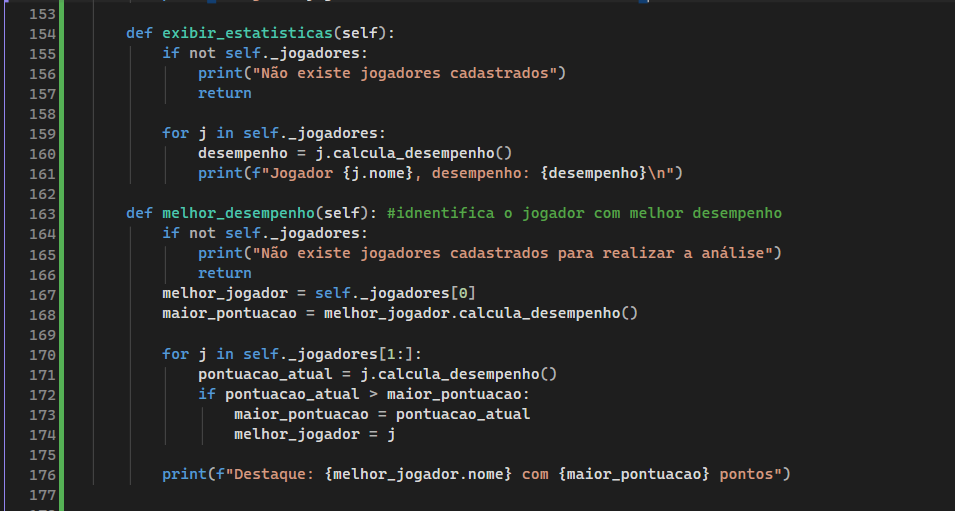 153
154 def exibir_estatisticas(self):
155 if not self._jogadores:
156 print("Não existe jogadores cadastrados")
157 return
158
159 for j in self._jogadores:
160 desempenho = j.calcula_desempenho()
161 print(f"Jogador {j.nome}, desempenho: {desempenho}\n")
162
163 def melhor_desempenho(self): #idnentifica o jogador com melhor desempenho
164 if not self._jogadores:
165 print("Não existe jogadores cadastrados para realizar a análise")
166 return
167 melhor_jogador = self._jogadores[0]
168 maior_pontuacao = melhor_jogador.calcula_desempenho()
169
170 for j in self._jogadores[1:]:
171 pontuacao_atual = j.calcula_desempenho()
172 if pontuacao_atual > maior_pontuacao:
173 maior_pontuacao = pontuacao_atual
174 melhor_jogador = j
175
176 print(f"Destaque: {melhor_jogador.nome} com {maior_pontuacao} pontos")
177